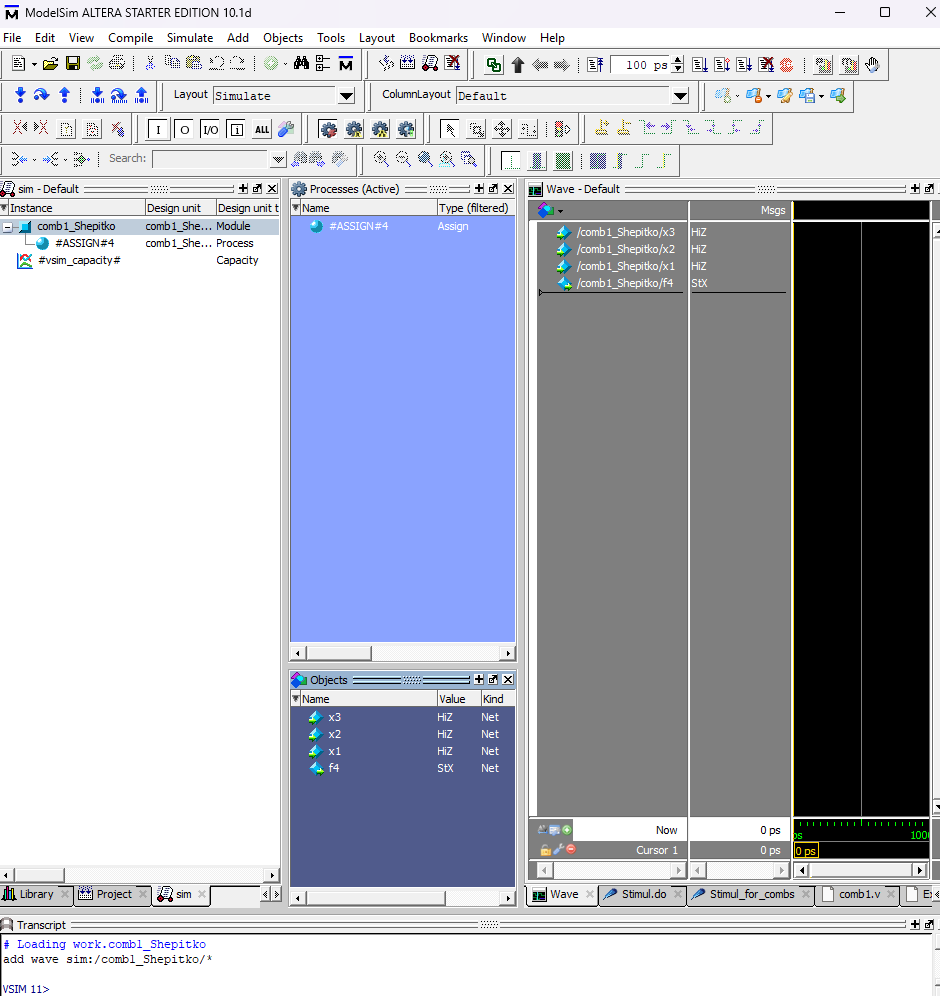 ModelSim ALTERA STARTER EDITION 10.1d
File Edit View Compile Simulate Add Objects Tools Layout Bookmarks Window Help
100 ps
Layout Simulate ColumnLayout Default
I O I/O ALL
Search:
sim - Default
Instance Design unit Design unit t
comb1_Shepitko comb1_She... Module
#ASSIGN#4 comb1_She... Process
#vsim_capacity# Capacity
Processes (Active)
Name Type (filtered)
#ASSIGN#4 Assign
Objects
Name Value Kind
x3 HiZ Net
x2 HiZ Net
x1 HiZ Net
f4 StX Net
Wave - Default
Msgs
/comb1_Shepitko/x3 HiZ
/comb1_Shepitko/x2 HiZ
/comb1_Shepitko/x1 HiZ
/comb1_Shepitko/f4 StX
Now 0 ps ps 1000
Cursor 1 0 ps 0 ps
Library Project sim
Wave Stimul.do Stimul_for_combs comb1.v
Transcript
# Loading work.comb1_Shepitko
add wave sim:/comb1_Shepitko/*
VSIM 11>